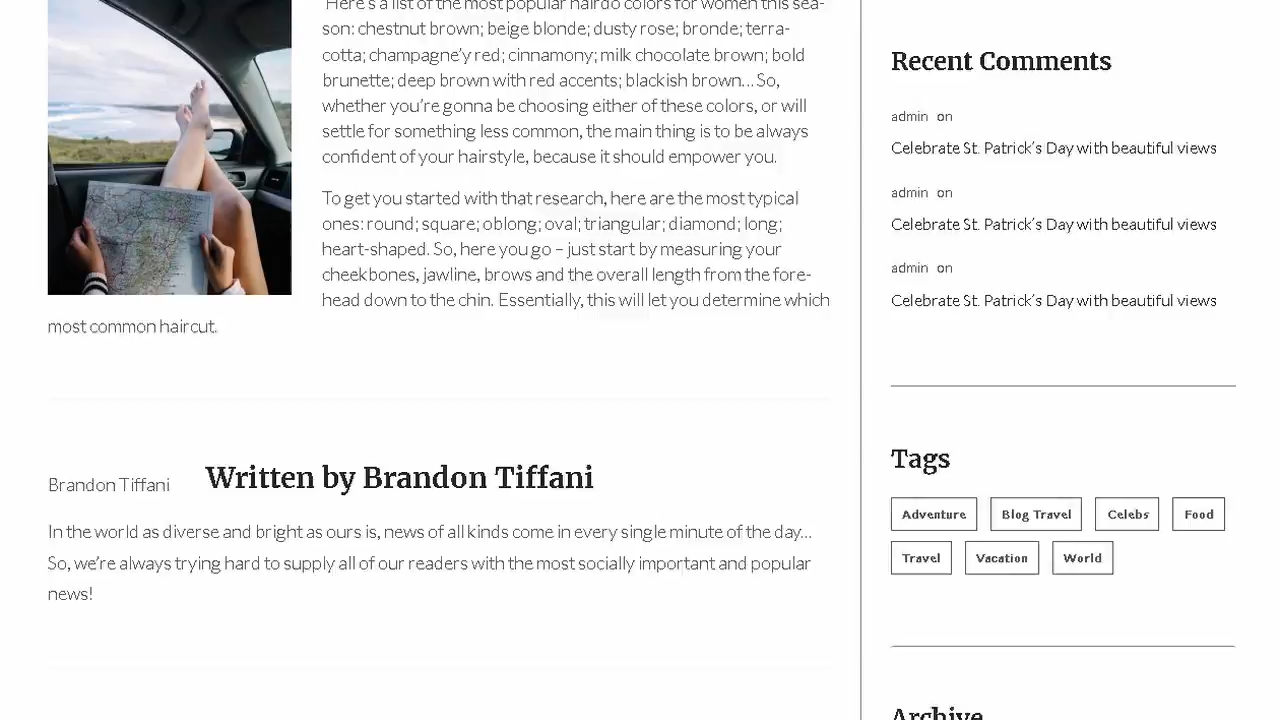 Here's a list of the most popular hairdo colors for women this sea-
son: chestnut brown; beige blonde; dusty rose; bronde; terra-
cotta; champagne'y red; cinnamony; milk chocolate brown; bold
brunette; deep brown with red accents; blackish brown… So,
whether you're gonna be choosing either of these colors, or will
settle for something less common, the main thing is to be always
confident of your hairstyle, because it should empower you.
To get you started with that research, here are the most typical
ones: round; square; oblong; oval; triangular; diamond; long;
heart-shaped. So, here you go – just start by measuring your
cheekbones, jawline, brows and the overall length from the fore-
head down to the chin. Essentially, this will let you determine which
most common haircut.
Brandon Tiffani
Written by Brandon Tiffani
In the world as diverse and bright as ours is, news of all kinds come in every single minute of the day…
So, we're always trying hard to supply all of our readers with the most socially important and popular
news!
Recent Comments
admin on
Celebrate St. Patrick's Day with beautiful views
admin on
Celebrate St. Patrick's Day with beautiful views
admin on
Celebrate St. Patrick's Day with beautiful views
Tags
Adventure Blog Travel Celebs Food
Travel Vacation World
Archive